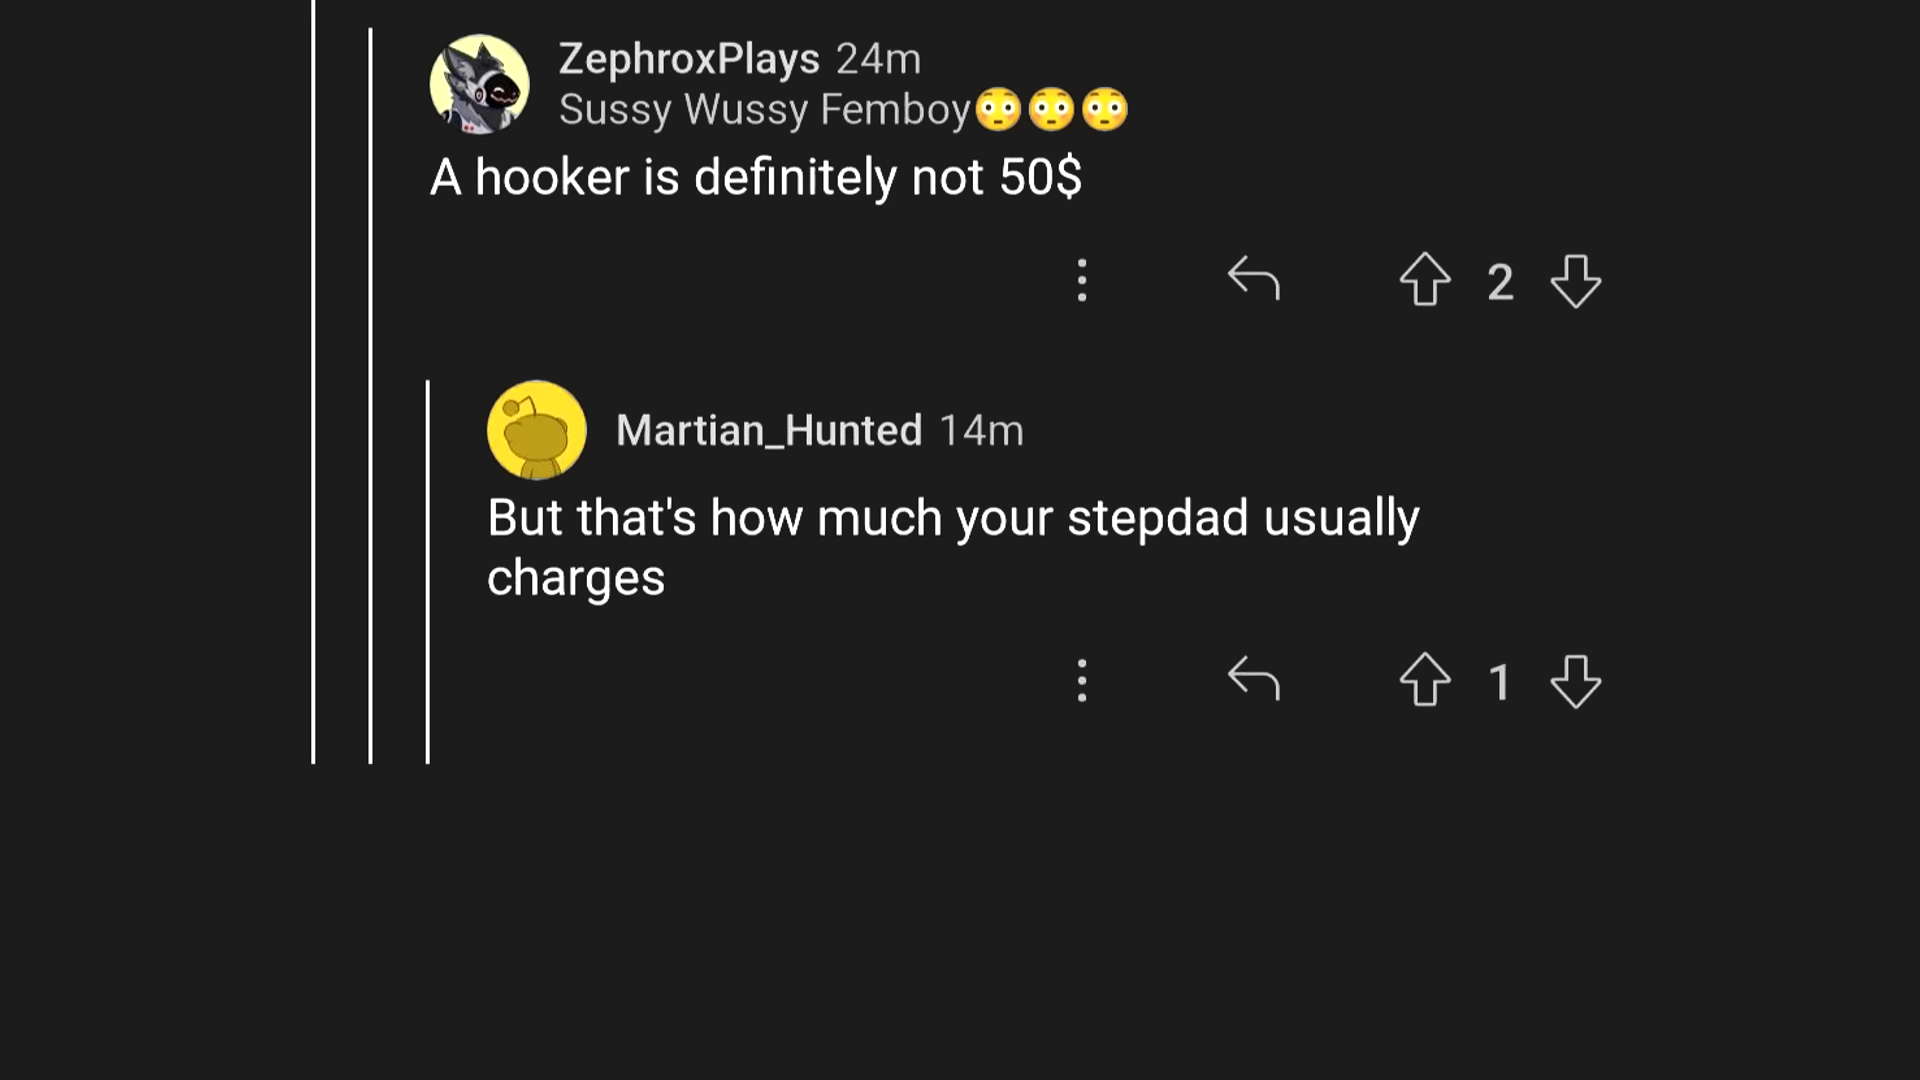 ZephroxPlays 24m
Sussy Wussy Femboy😳😳😳
A hooker is definitely not 50$
2
Martian_Hunted 14m
But that's how much your stepdad usually
charges
1